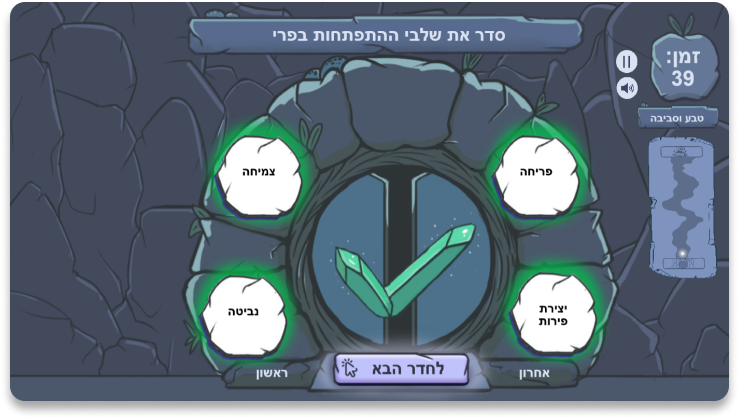 סדר את שלבי ההתפתחות בפרי
זמן:
39
טבע וסביבה
פריחה
צמיחה
יצירת
פירות
נביטה
ראשון
לחדר הבא
אחרון